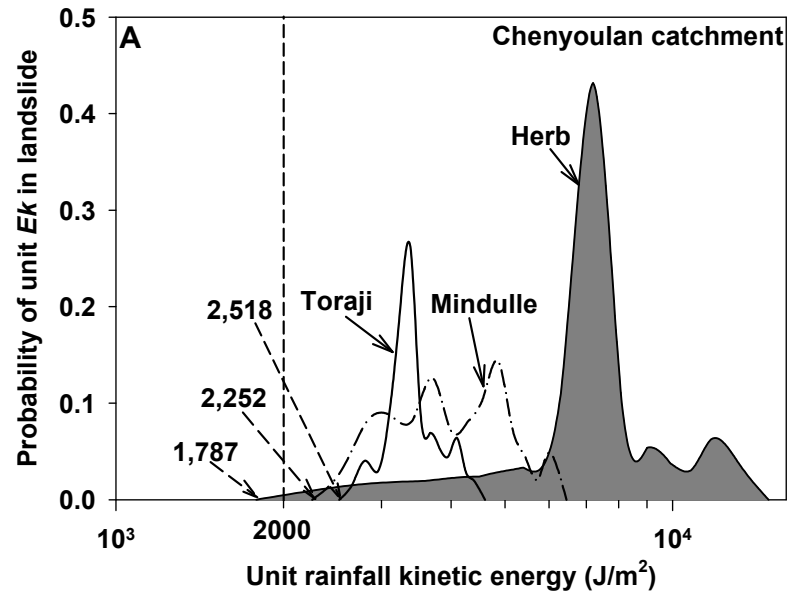 A
Chenyoulan catchment
Probability of unit Ek in landslide
0.5
0.4
0.3
0.2
0.1
0.0
Herb
Toraji
Mindulle
2,518
2,252
1,787
10³
2000
10⁴
Unit rainfall kinetic energy (J/m²)